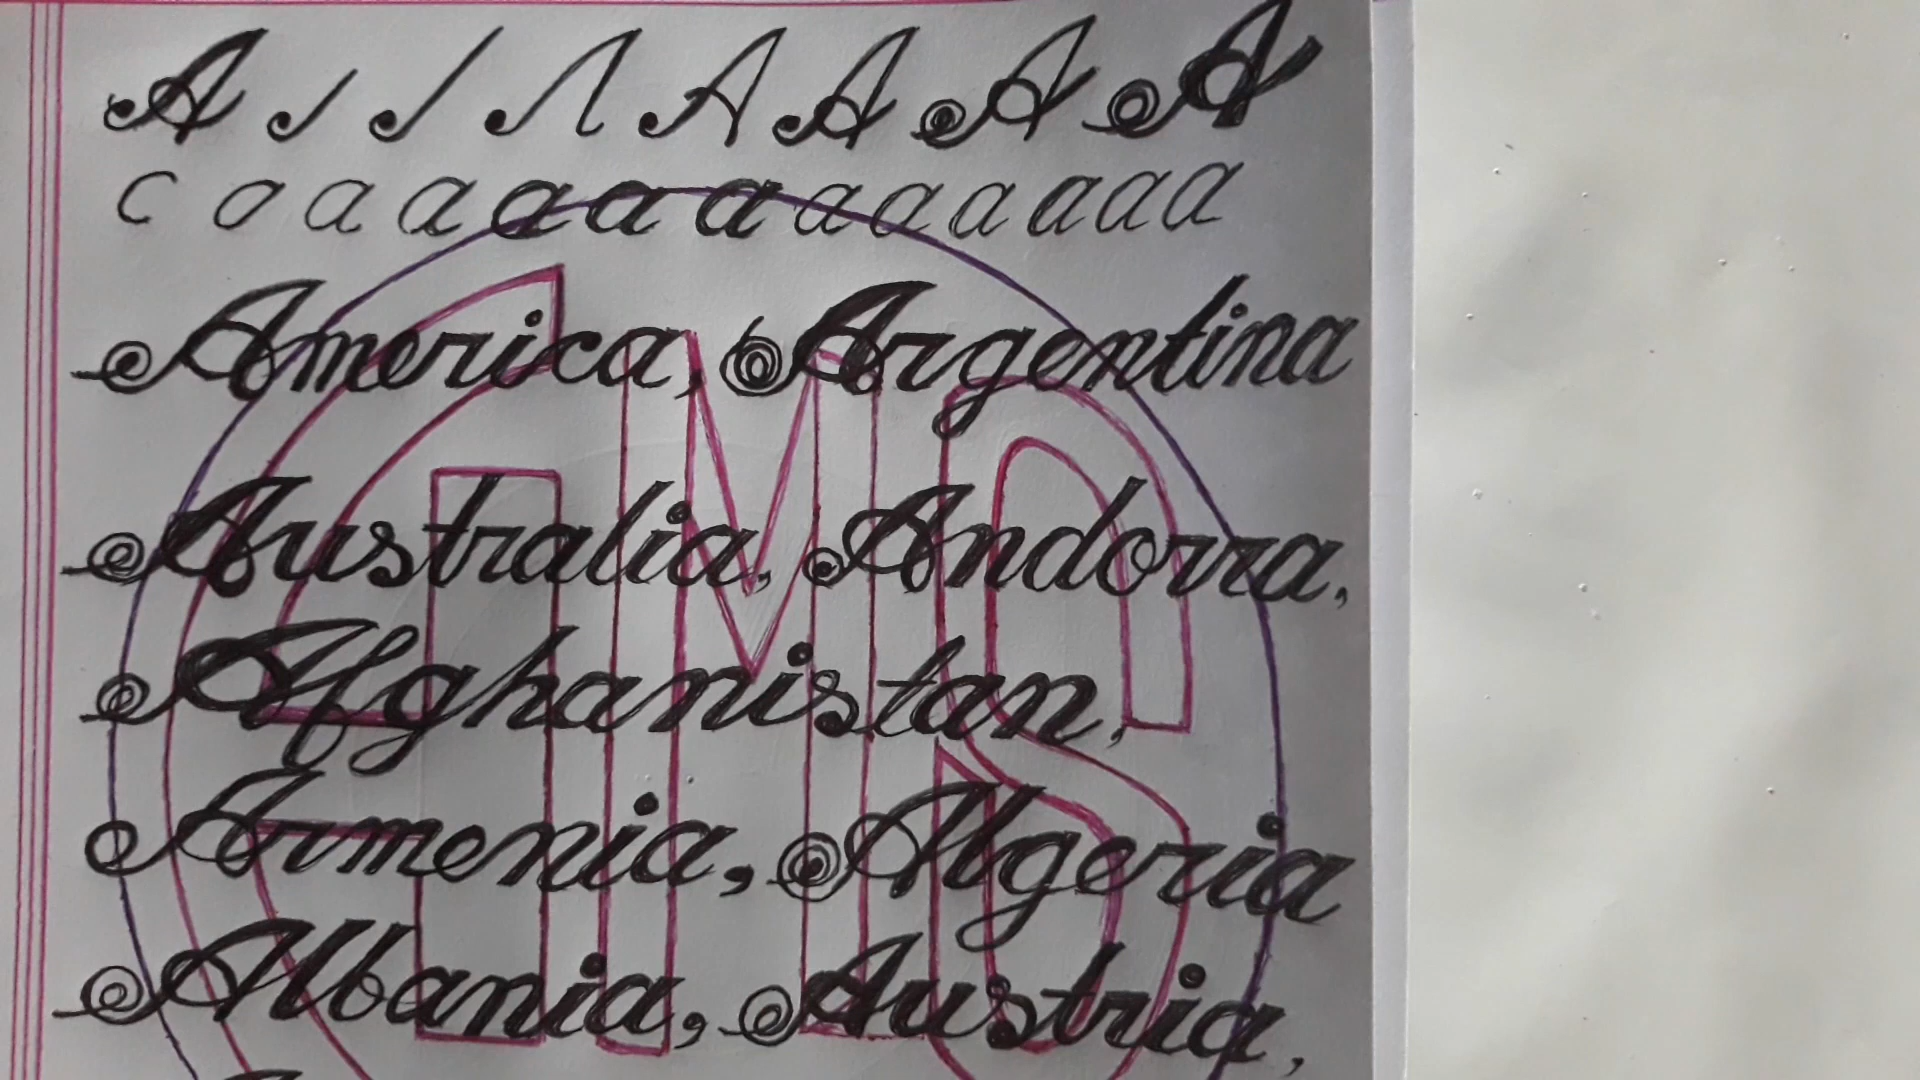 A A A A A
c o a a a a a a a a a a a a
America, Argentina
Australia, Andorra,
Afghanistan,
Armenia, Algeria
Albania, Austria,